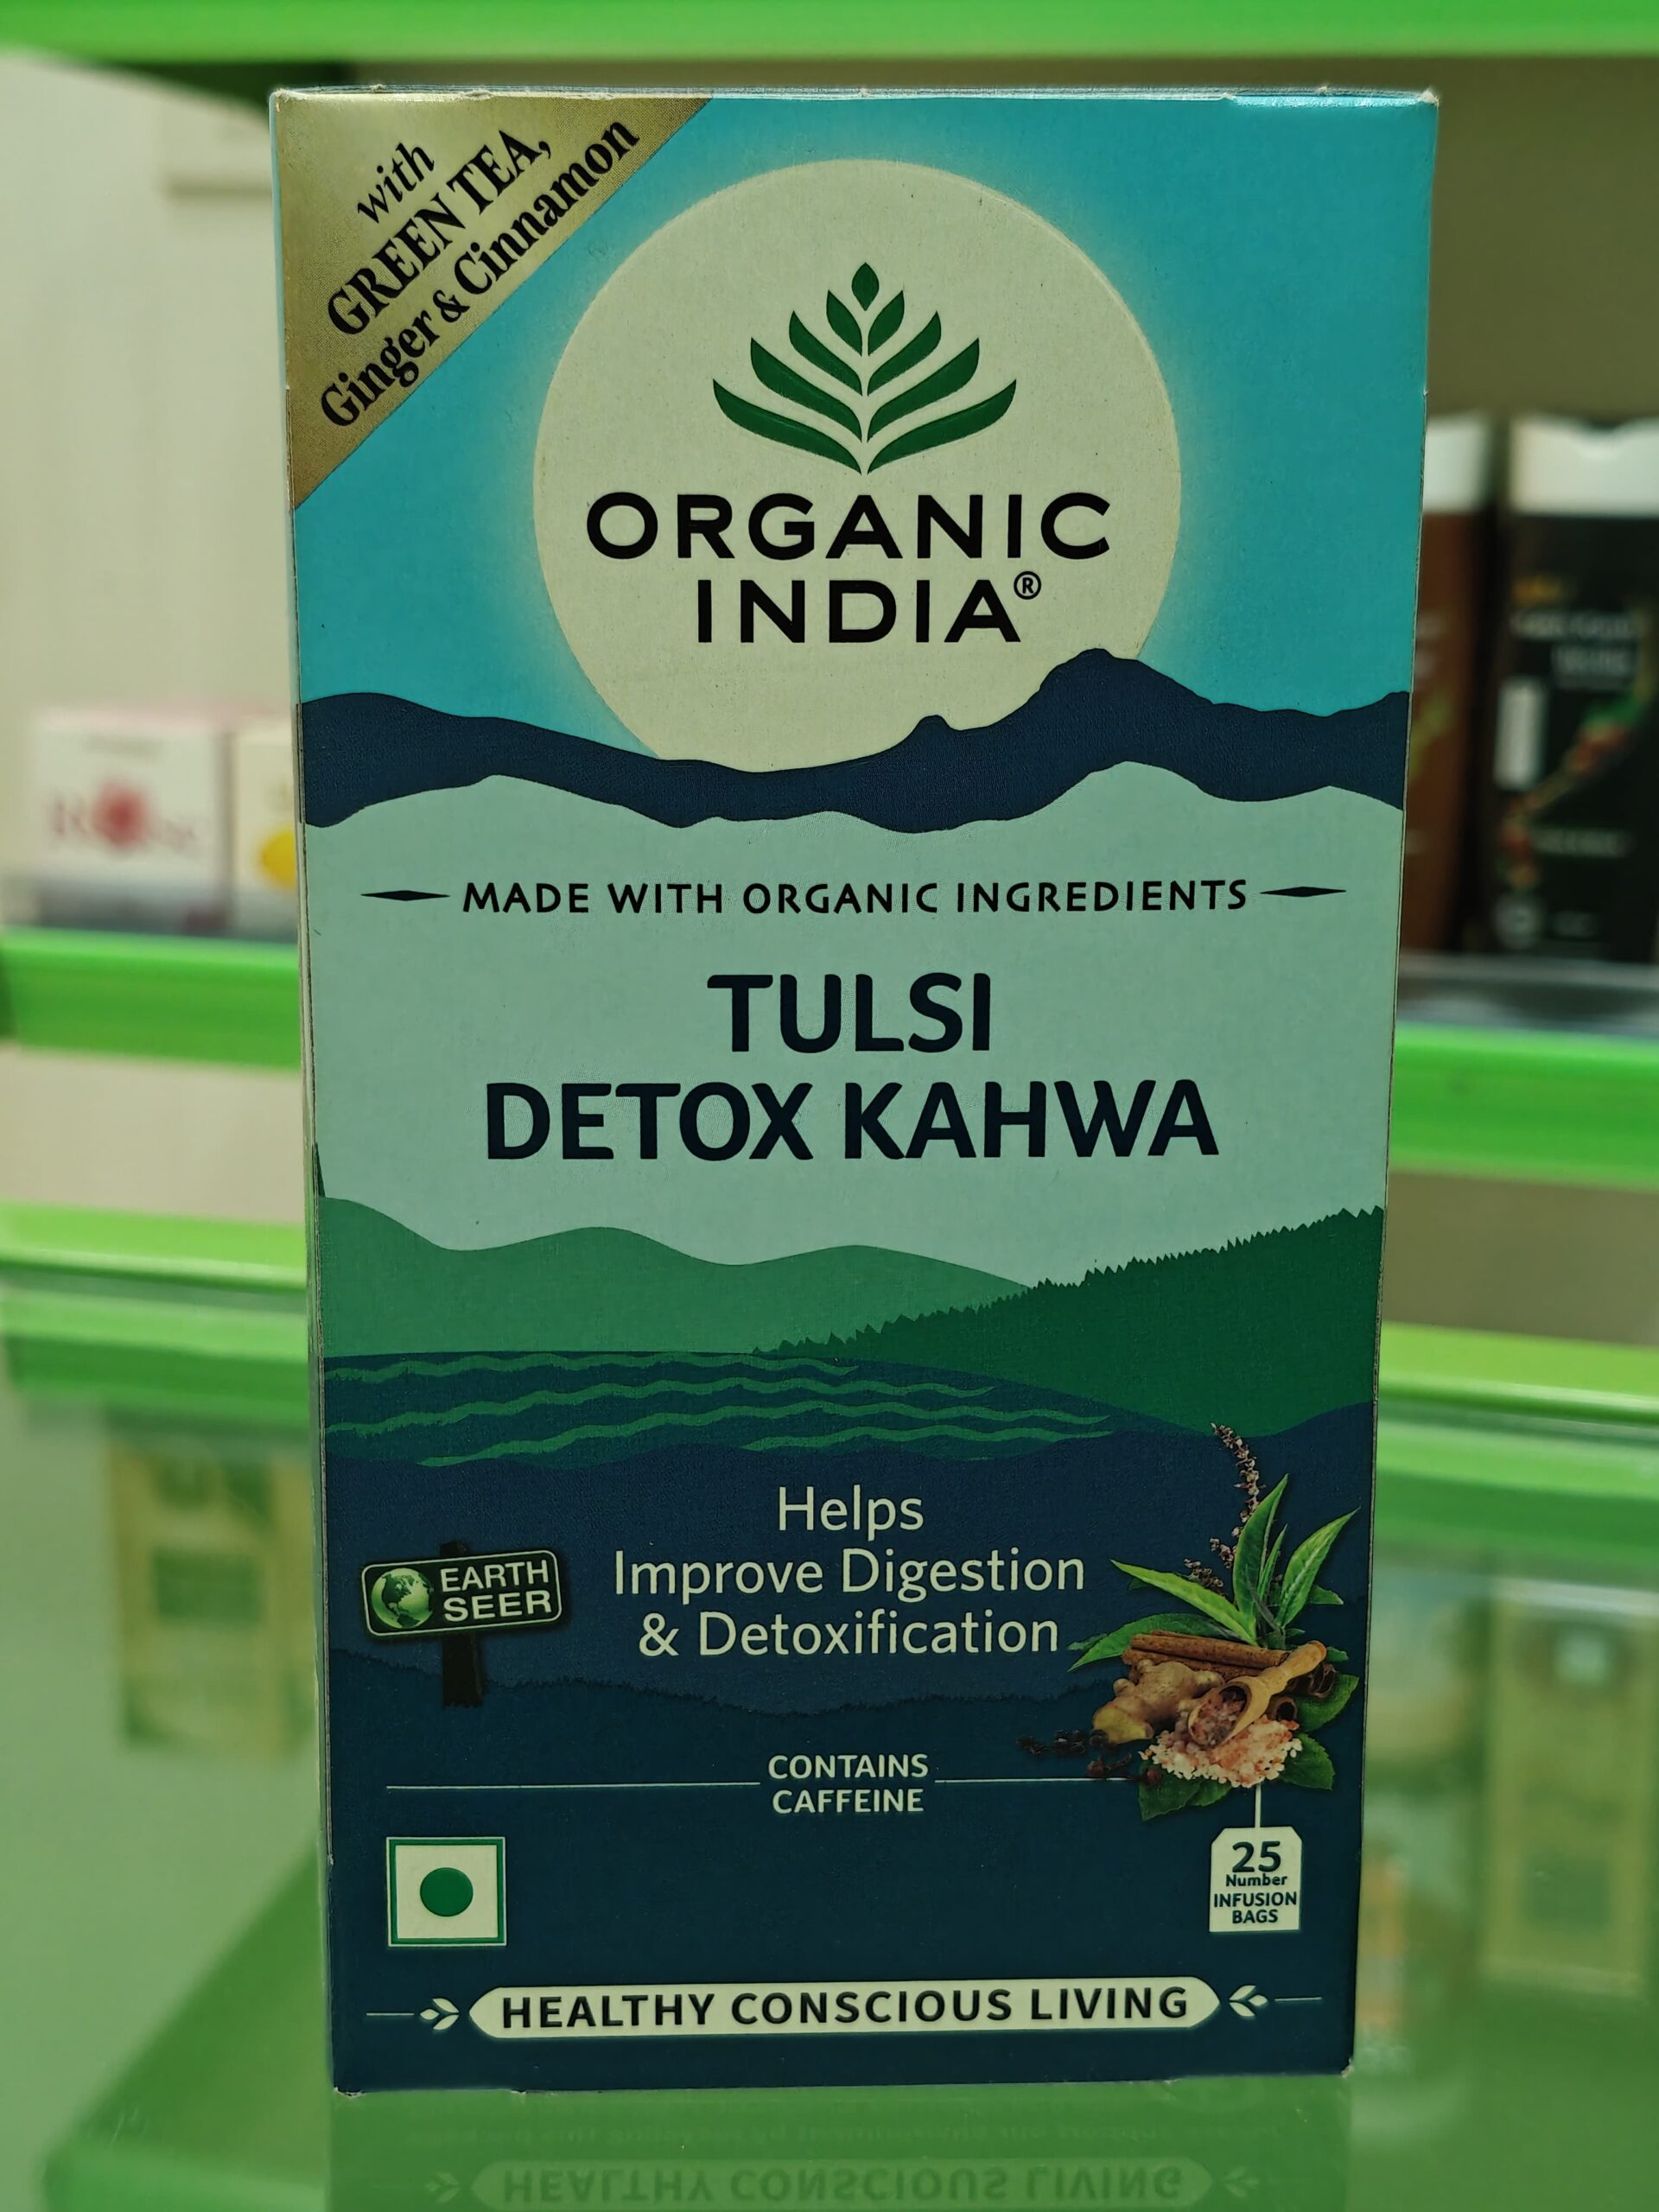 with
GREEN TEA,
Ginger & Cinnamon
ORGANIC
INDIA®
MADE WITH ORGANIC INGREDIENTS
TULSI
DETOX KAHWA
Helps
Improve Digestion
& Detoxification
EARTH
SEER
CONTAINS
CAFFEINE
25
Number
INFUSION
BAGS
HEALTHY CONSCIOUS LIVING